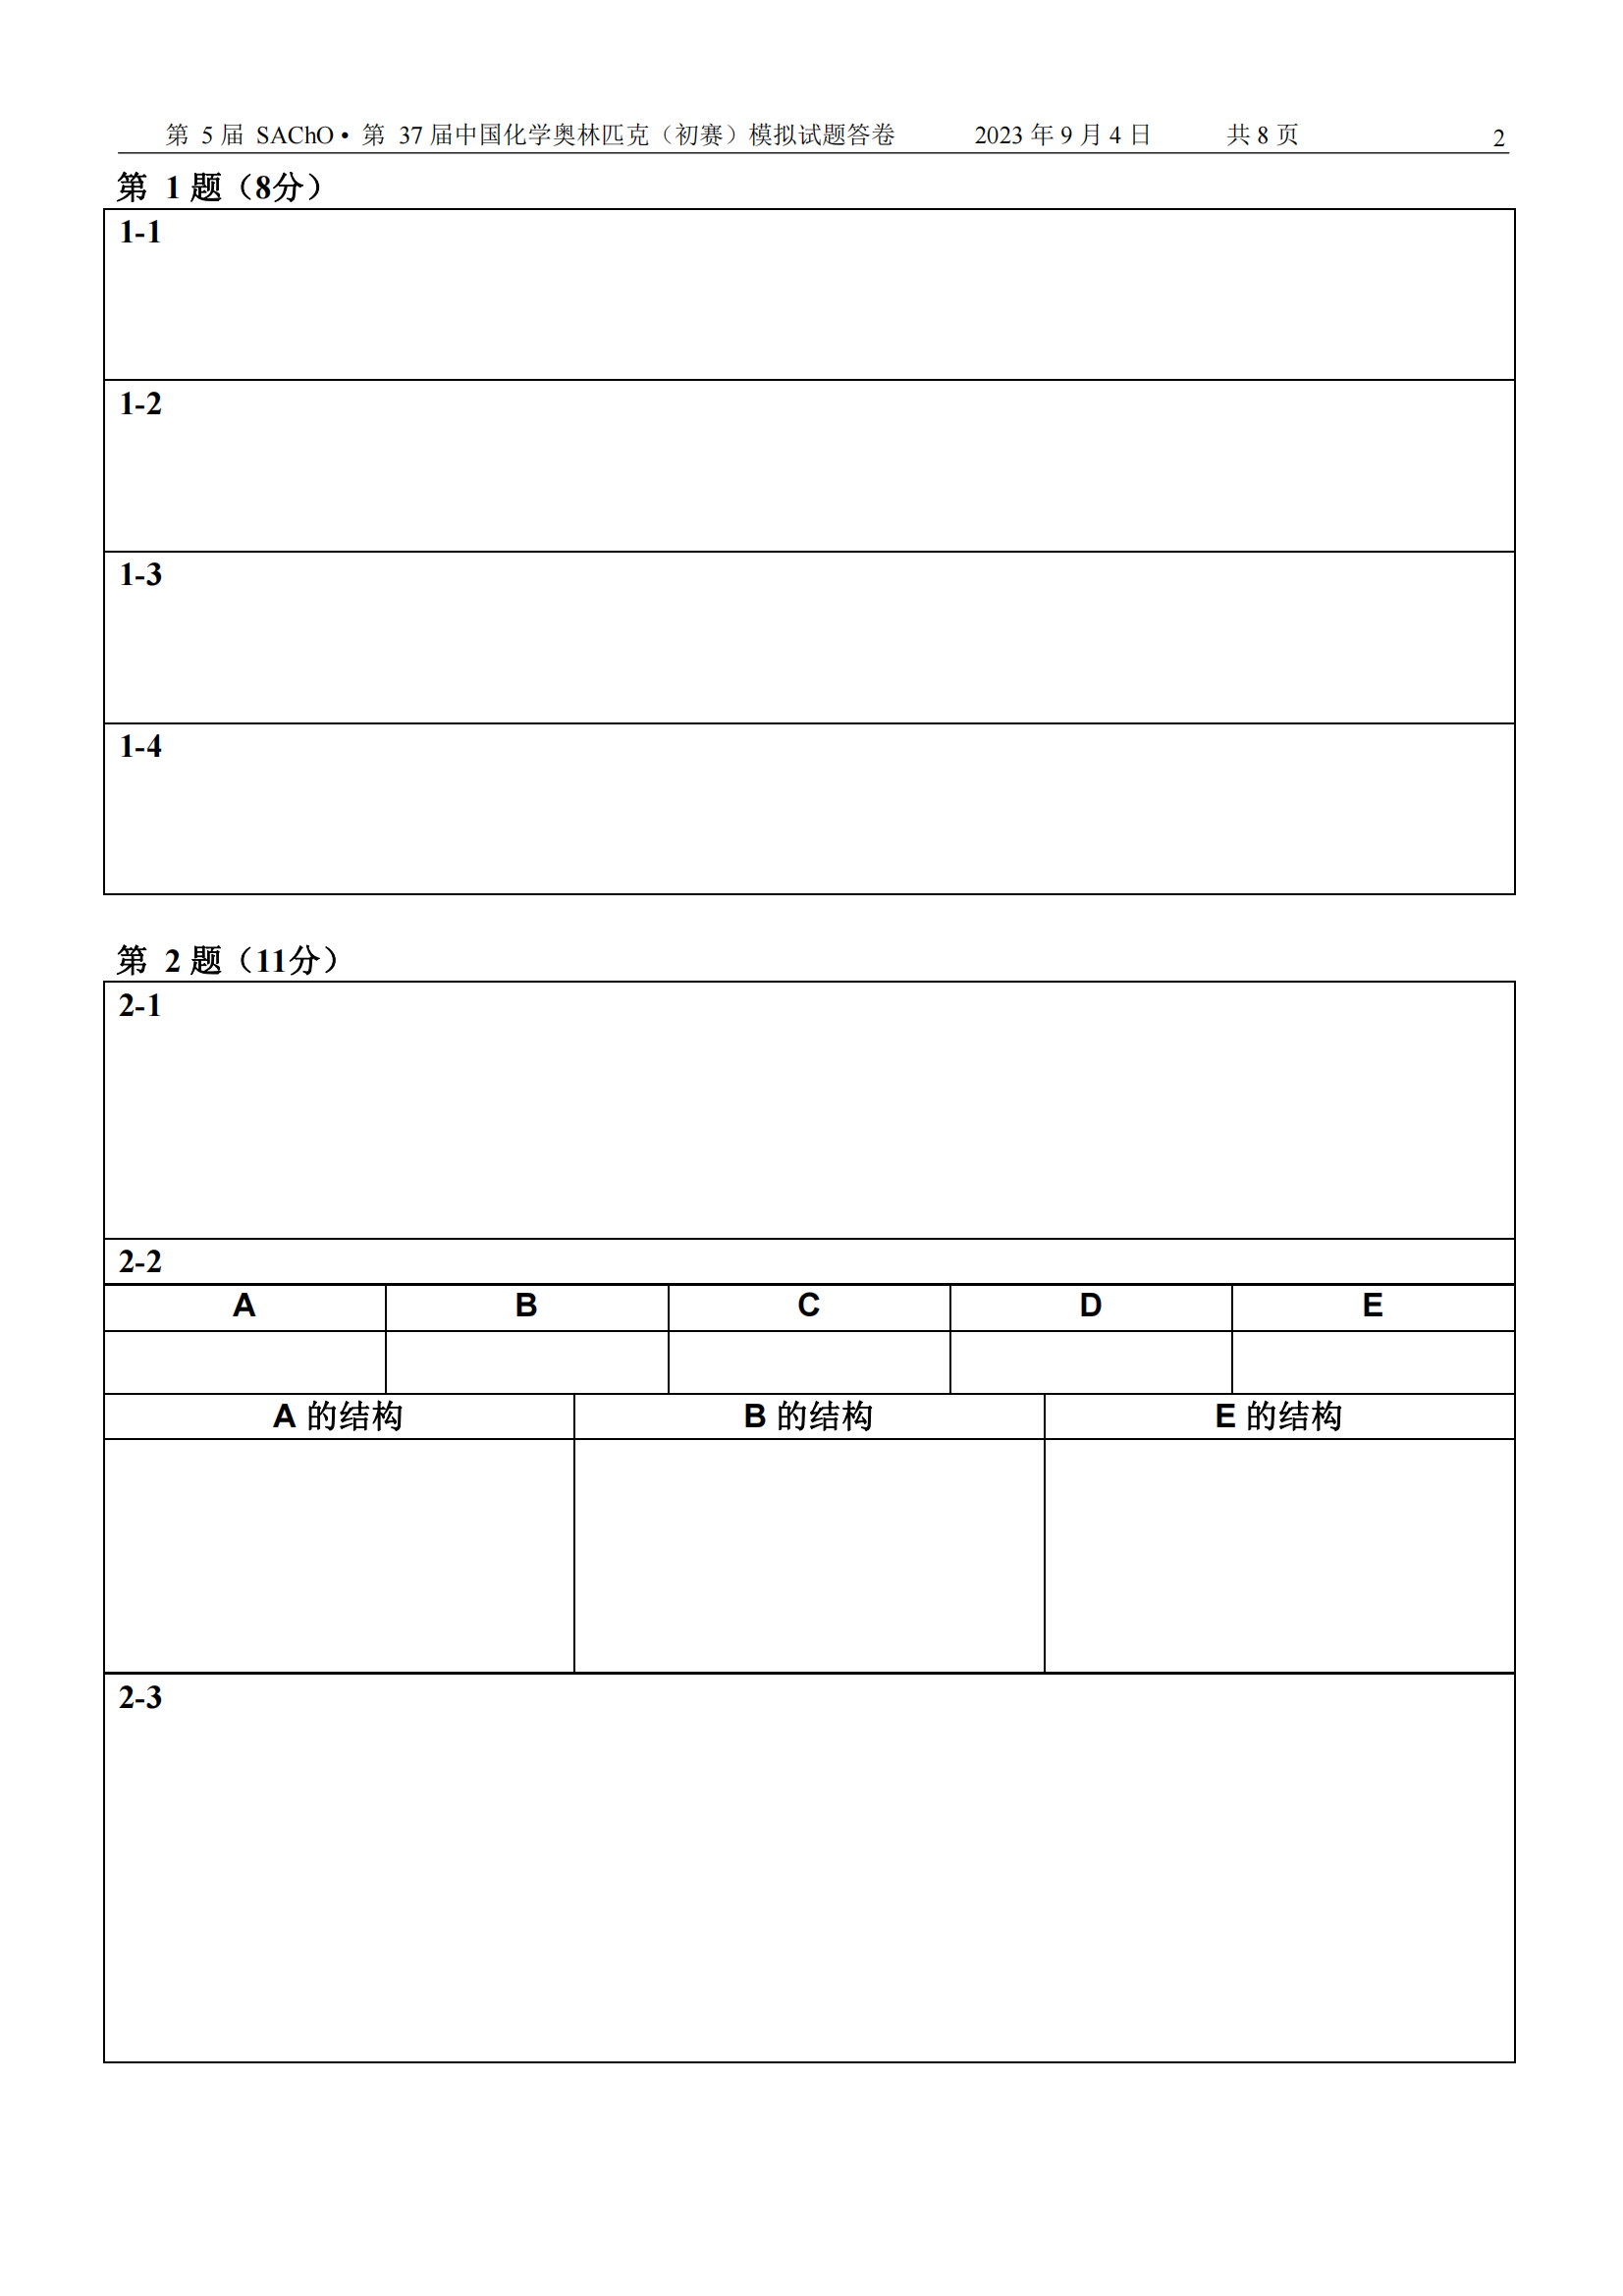 第 5 届 SAChO • 第 37 届中国化学奥林匹克（初赛）模拟试题答卷 2023 年 9 月 4 日 共 8 页 2
第 1 题（8分）
1-1
1-2
1-3
1-4
第 2 题（11分）
2-1
2-2
A B C D E
A 的结构 B 的结构 E 的结构
2-3